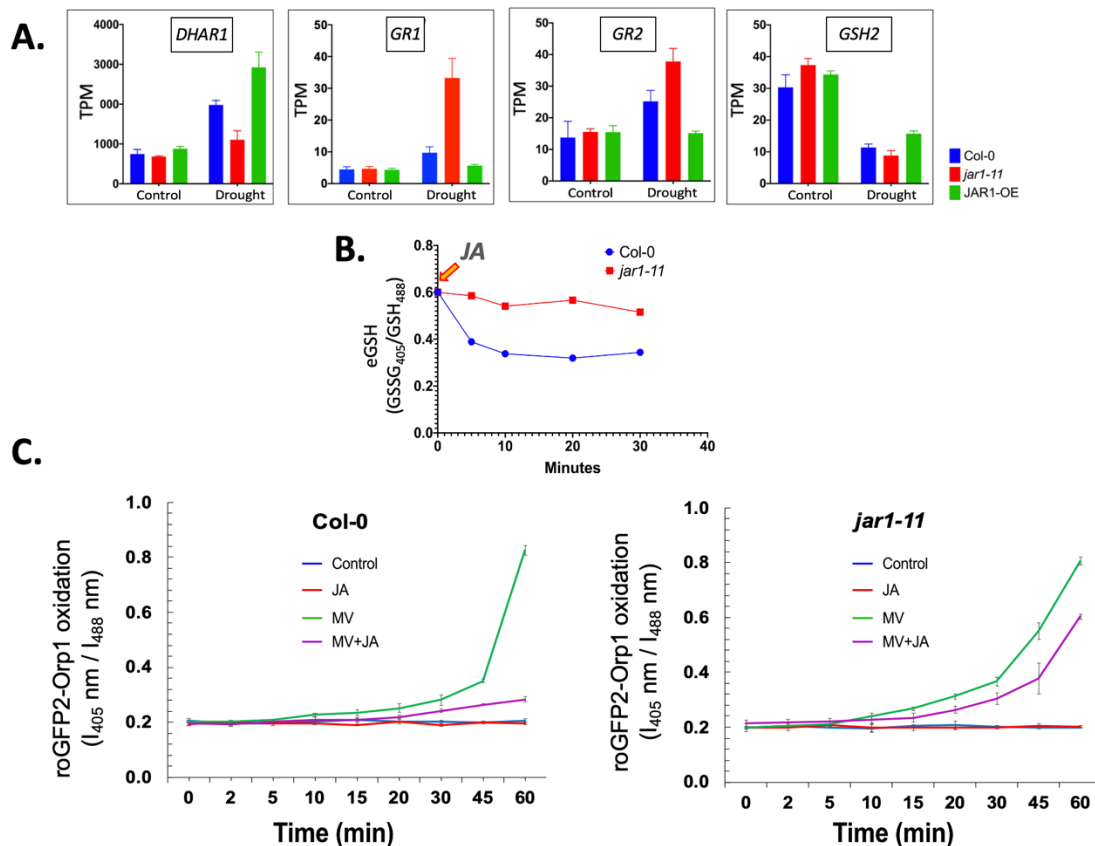 A.
DHAR1
GR1
GR2
GSH2
TPM
4000
3000
000
1000
0
Control
Drought
TPM
50
40
30
20
10
0
Control
Drought
TPM
50
40
30
20
10
0
Control
Drought
TPM
50
40
30
20
10
0
Control
Drought
Col-0
jar1-11
JAR1-OE
B.
JA
Col-0
jar1-11
eGSH
(GSSG405/GSH488)
0.8
0.6
0.4
0.2
0.0
0
10
20
30
40
Minutes
C.
Col-0
Control
JA
MV
MV+JA
roGFP2-Orp1 oxidation
(I405 nm / I488 nm)
1.0
0.8
0.6
0.4
0.2
0.0
0 2 5 10 15 20 30 45 60
Time (min)
jar1-11
Control
JA
MV
MV+JA
roGFP2-Orp1 oxidation
(I405 nm / I488 nm)
1.0
0.8
0.6
0.4
0.2
0.0
0 2 5 10 15 20 30 45 60
Time (min)